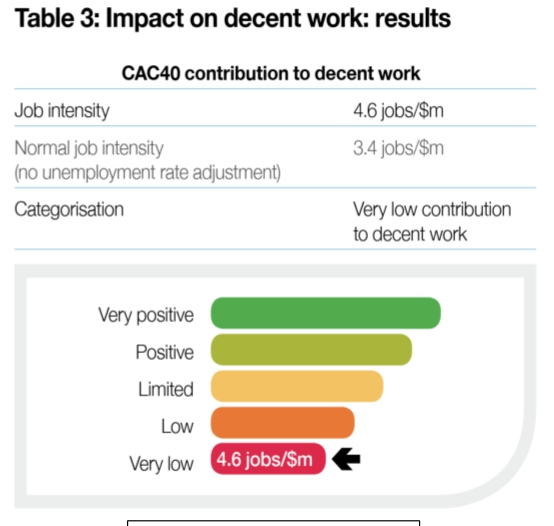 Table 3: Impact on decent work: results
CAC40 contribution to decent work
Job intensity 4.6 jobs/$m
Normal job intensity 3.4 jobs/$m
(no unemployment rate adjustment)
Categorisation Very low contribution
to decent work
Very positive
Positive
Limited
Low
Very low 4.6 jobs/$m